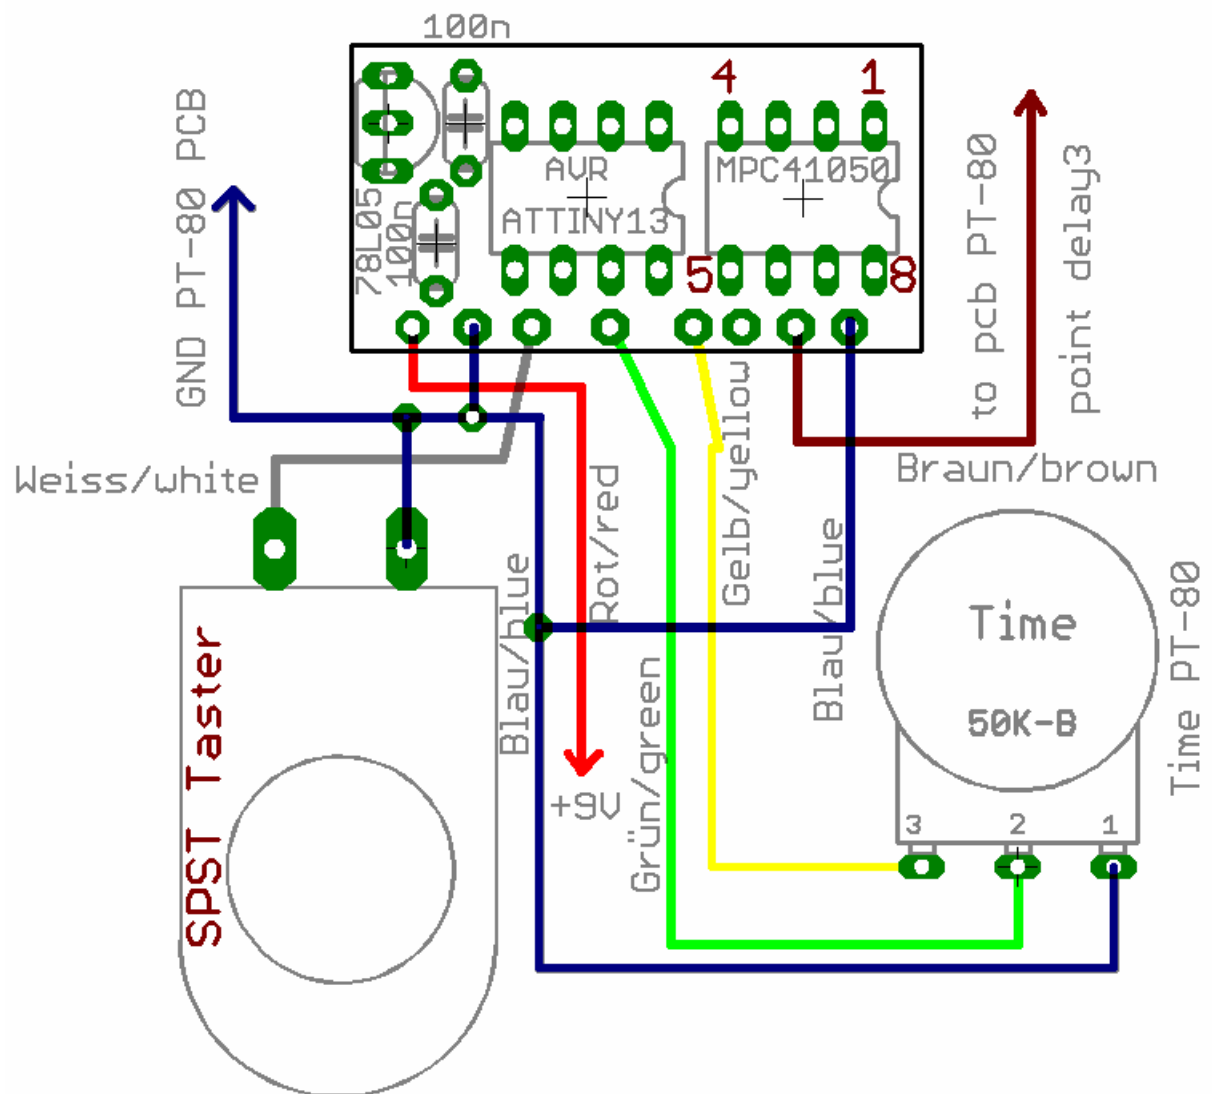 100n
4
1
AVR
MPC41050
ATTINY13
78L05
100n
5
8
GND PT-80 PCB
to pcb PT-80
point delay3
Weiss/white
Braun/brown
Rot/red
Gelb/yellow
Blau/blue
Blau/blue
Grün/green
+9V
SPST Taster
Time
50K-B
3
2
1
Time PT-80